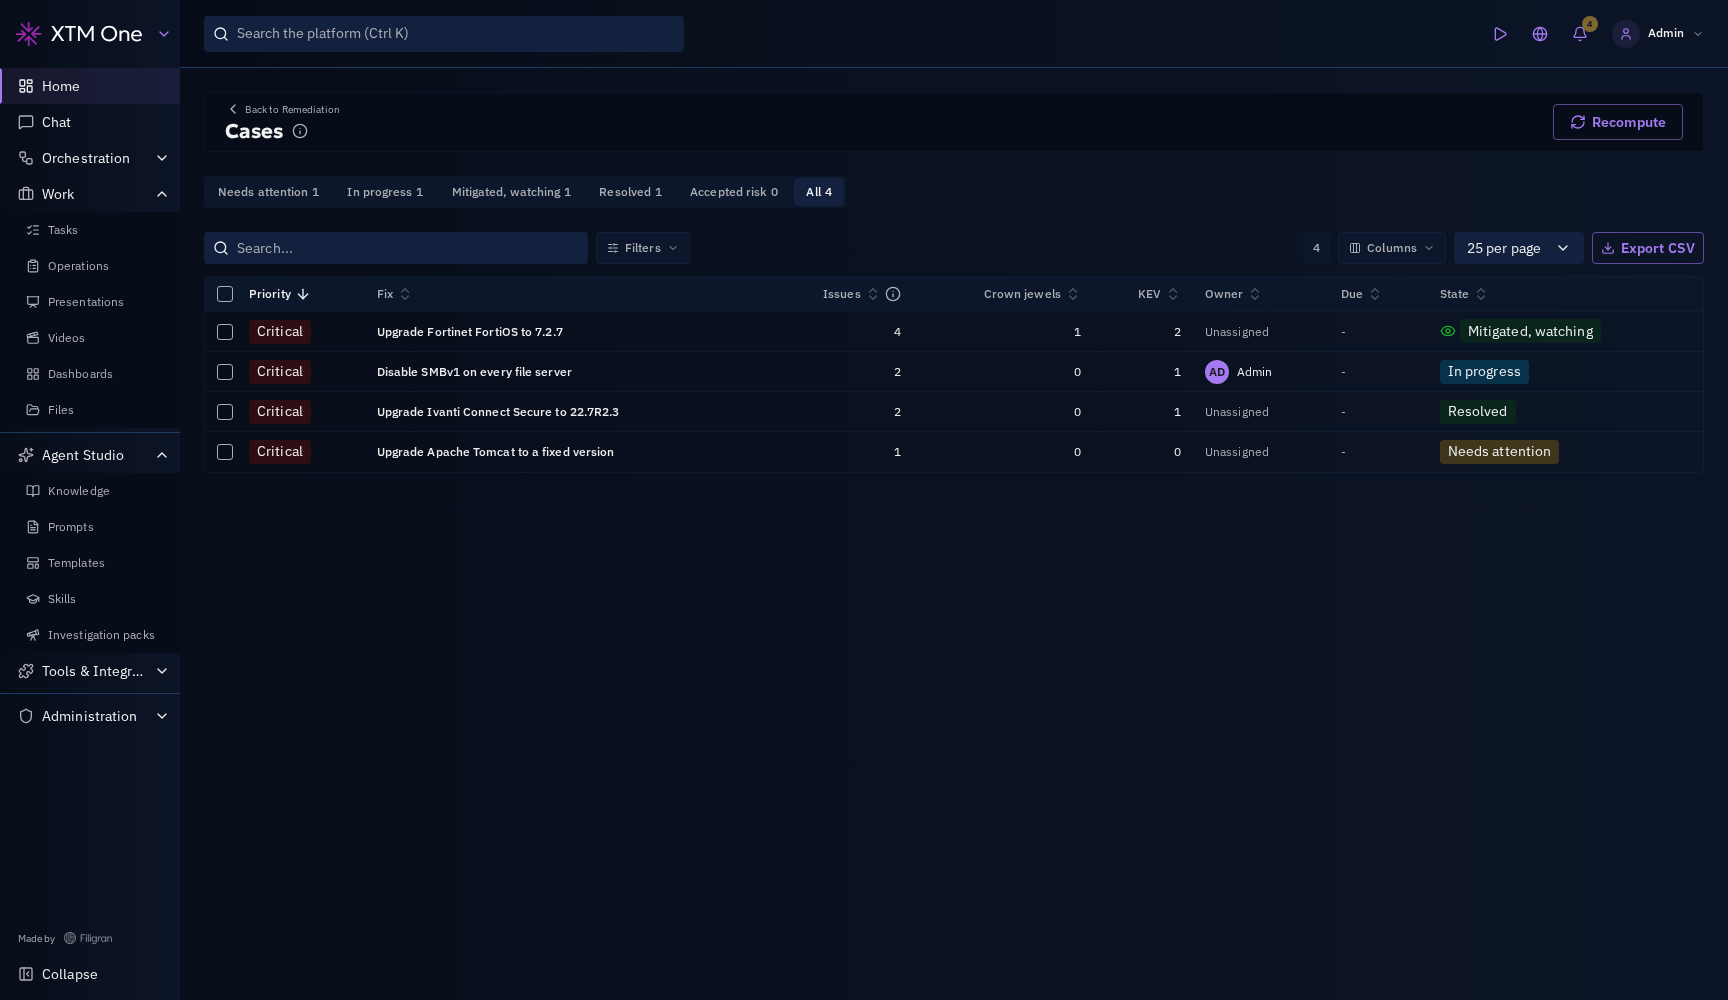 XTM One
Search the platform (Ctrl K)
4
Admin
Home
Chat
Orchestration
Work
Tasks
Operations
Presentations
Videos
Dashboards
Files
Agent Studio
Knowledge
Prompts
Templates
Skills
Investigation packs
Tools & Integr...
Administration
Made by Filigran
Collapse
Back to Remediation
Cases
Recompute
Needs attention 1 In progress 1 Mitigated, watching 1 Resolved 1 Accepted risk 0 All 4
Search... Filters 4 Columns 25 per page Export CSV
Priority Fix Issues Crown jewels KEV Owner Due State
Critical Upgrade Fortinet FortiOS to 7.2.7 4 1 2 Unassigned - Mitigated, watching
Critical Disable SMBv1 on every file server 2 0 1 AD Admin - In progress
Critical Upgrade Ivanti Connect Secure to 22.7R2.3 2 0 1 Unassigned - Resolved
Critical Upgrade Apache Tomcat to a fixed version 1 0 0 Unassigned - Needs attention